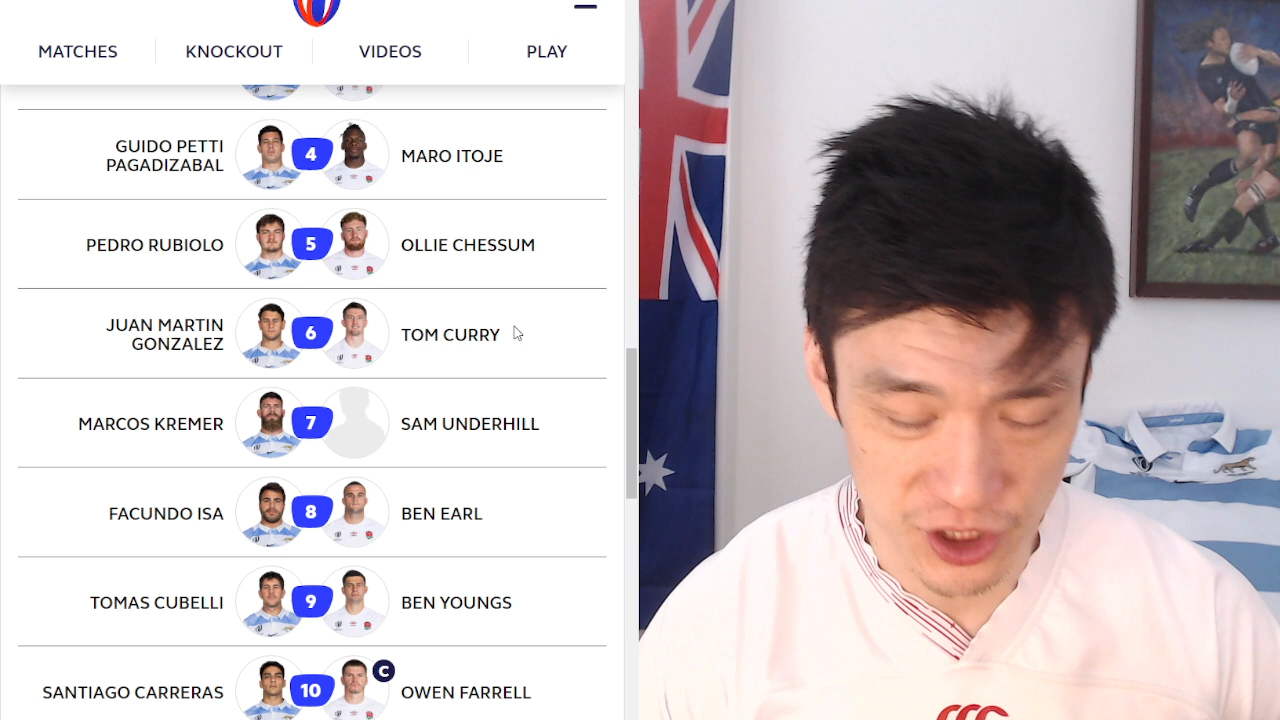 MATCHES
KNOCKOUT
VIDEOS
PLAY
GUIDO PETTI
PAGADIZABAL
4
MARO ITOJE
PEDRO RUBIOLO
5
OLLIE CHESSUM
JUAN MARTIN
GONZALEZ
6
TOM CURRY
MARCOS KREMER
7
SAM UNDERHILL
FACUNDO ISA
8
BEN EARL
TOMAS CUBELLI
9
BEN YOUNGS
SANTIAGO CARRERAS
10
C
OWEN FARRELL